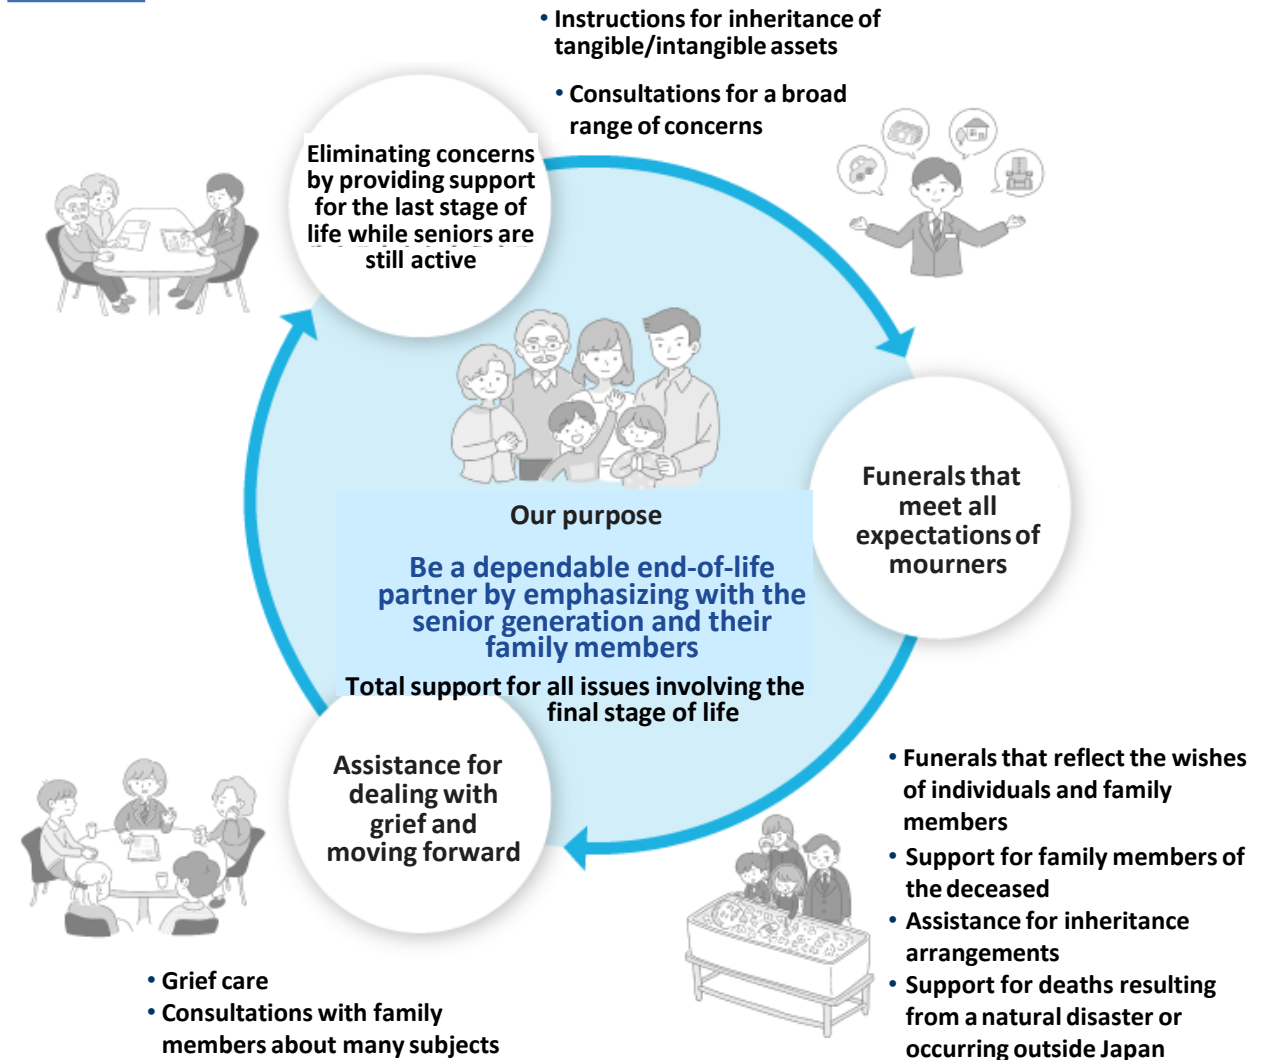 • Instructions for inheritance of
tangible/intangible assets
• Consultations for a broad
range of concerns
Eliminating concerns
by providing support
for the last stage of
life while seniors are
still active
Our purpose
Be a dependable end-of-life
partner by emphasizing with the
senior generation and their
family members
Total support for all issues involving the
final stage of life
Funerals that
meet all
expectations of
mourners
Assistance for
dealing with
grief and
moving forward
• Funerals that reflect the wishes
of individuals and family
members
• Support for family members of
the deceased
• Assistance for inheritance
arrangements
• Support for deaths resulting
from a natural disaster or
occurring outside Japan
• Grief care
• Consultations with family
members about many subjects